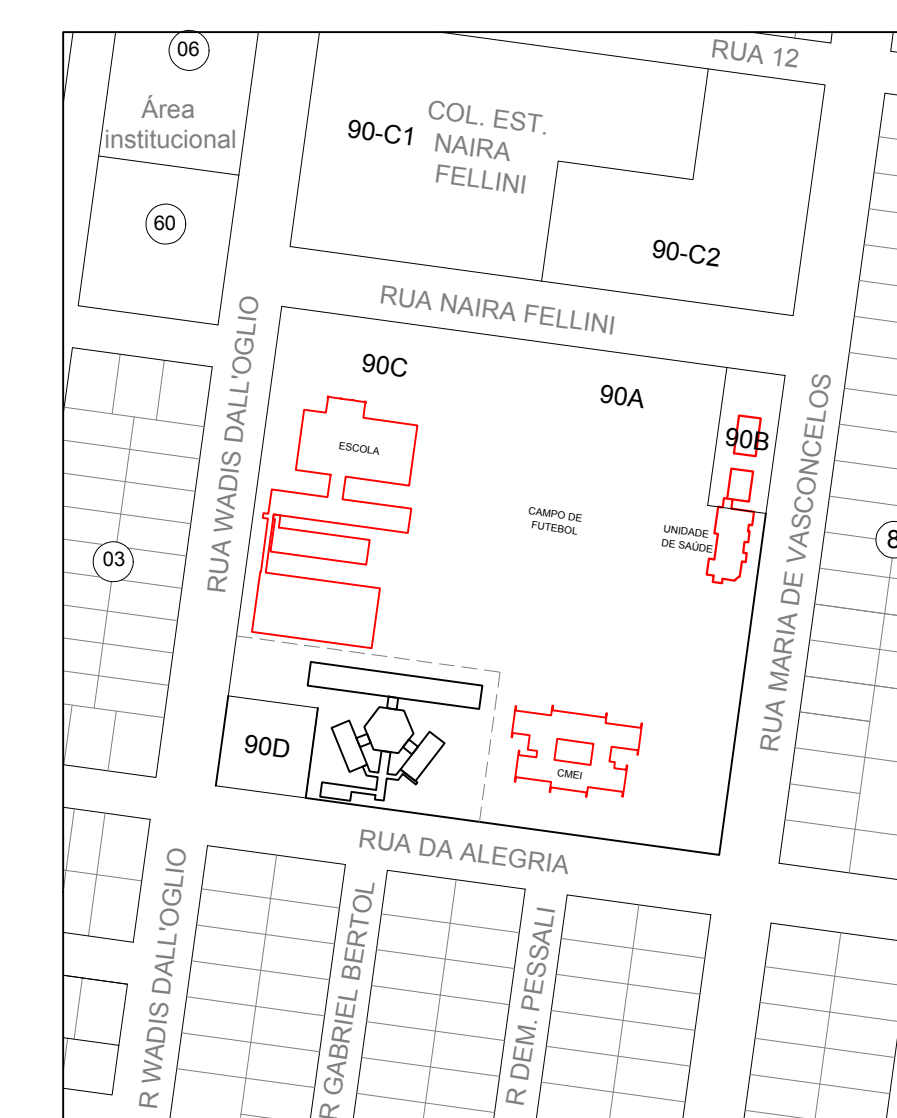 06
RUA 12
Área
institucional
90-C1
COL. EST.
NAIRA
FELLINI
60
90-C2
RUA NAIRA FELLINI
RUA WADIS DALL'OGLIO
90C
90A
90B
ESCOLA
CAMPO DE
FUTEBOL
UNIDADE
DE SAÚDE
RUA MARIA DE VASCONCELOS
03
8
90D
CMEI
RUA DA ALEGRIA
R WADIS DALL'OGLIO
R GABRIEL BERTOL
R DEM. PESSALI